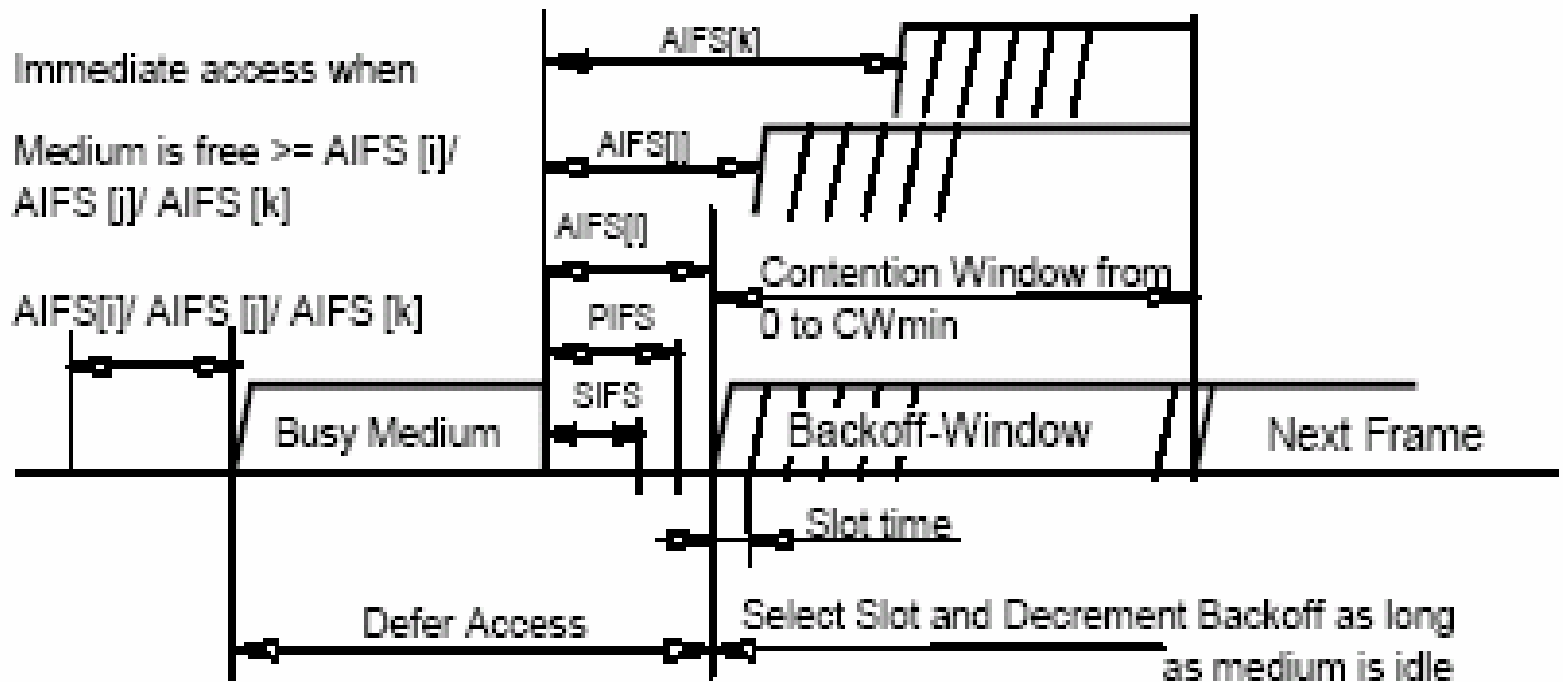 Immediate access when
Medium is free >= AIFS [i]/
AIFS [j]/ AIFS [k]
AIFS[i]/ AIFS [j]/ AIFS [k]
AIFS[k]
AIFS[j]
AIFS[i]
PIFS
SIFS
Contention Window from
0 to CWmin
Busy Medium
Backoff-Window
Next Frame
Slot time
Defer Access
Select Slot and Decrement Backoff as long
as medium is idle